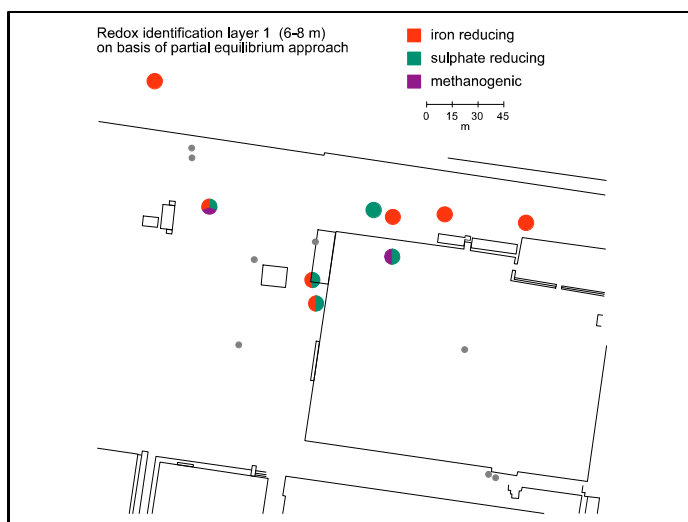 Redox identification layer 1 (6-8 m)
on basis of partial equilibrium approach
iron reducing
sulphate reducing
methanogenic
0 15 30 45
m